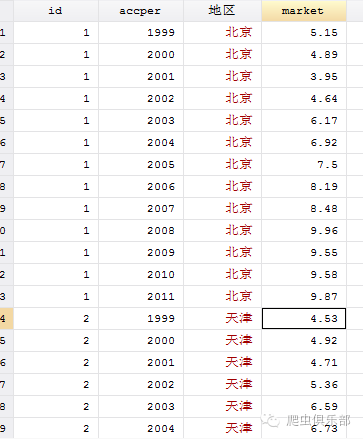 id accper 地区 market
1 1 1999 北京 5.15
2 1 2000 北京 4.89
3 1 2001 北京 3.95
4 1 2002 北京 4.64
5 1 2003 北京 6.17
6 1 2004 北京 6.92
7 1 2005 北京 7.5
8 1 2006 北京 8.19
9 1 2007 北京 8.48
0 1 2008 北京 9.96
1 1 2009 北京 9.55
2 1 2010 北京 9.58
3 1 2011 北京 9.87
4 2 1999 天津 4.53
5 2 2000 天津 4.92
6 2 2001 天津 4.71
7 2 2002 天津 5.36
8 2 2003 天津 6.59
9 2 2004 天津 6.73
爬虫俱乐部